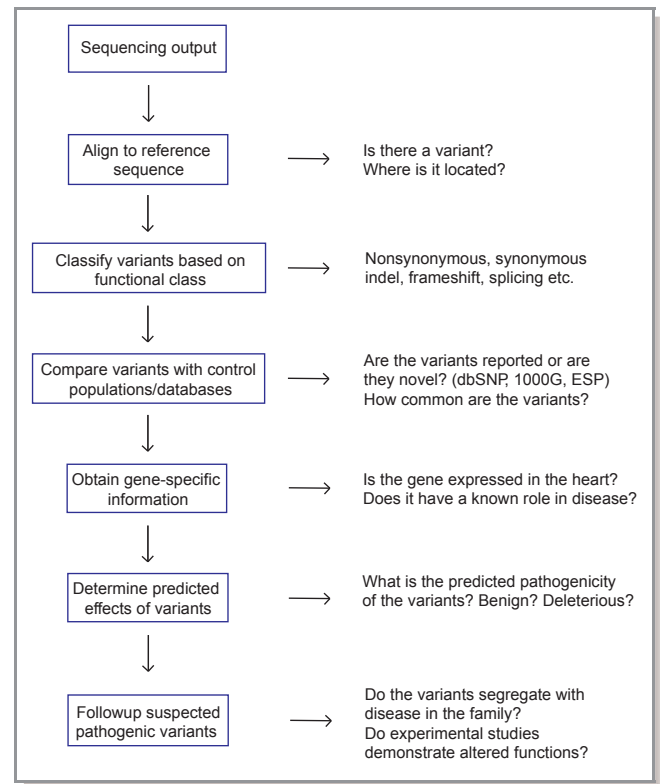 Sequencing output
Align to reference
sequence
Is there a variant?
Where is it located?
Classify variants based on
functional class
Nonsynonymous, synonymous
indel, frameshift, splicing etc.
Compare variants with control
populations/databases
Are the variants reported or are
they novel? (dbSNP, 1000G, ESP)
How common are the variants?
Obtain gene-specific
information
Is the gene expressed in the heart?
Does it have a known role in disease?
Determine predicted
effects of variants
What is the predicted pathogenicity
of the variants? Benign? Deleterious?
Followup suspected
pathogenic variants
Do the variants segregate with
disease in the family?
Do experimental studies
demonstrate altered functions?